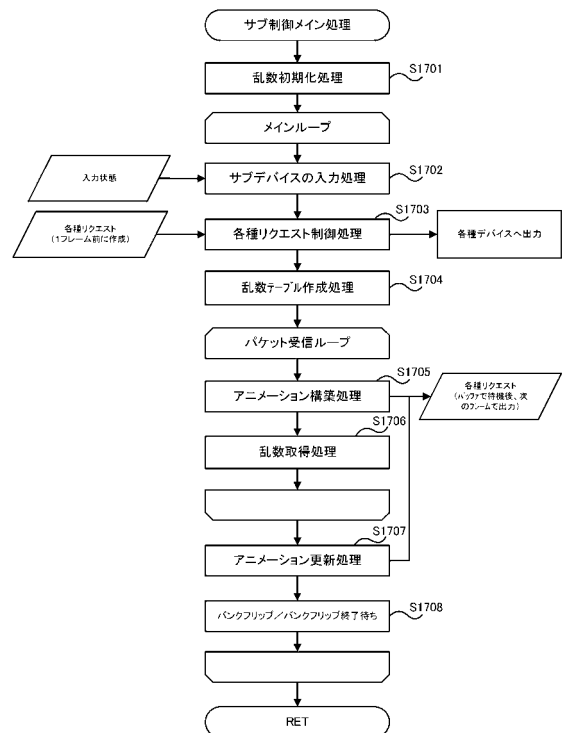 サブ制御メイン処理
S1701
乱数初期化処理
メインループ
入力状態
サブデバイスの入力処理
S1702
S1703
各種リクエスト
(1フレーム前に作成)
各種リクエスト制御処理
各種デバイスへ出力
乱数テーブル作成処理
S1704
パケット受信ループ
S1705
アニメーション構築処理
各種リクエスト
(バッファで待機後、次
のフレームで出力)
S1706
乱数取得処理
S1707
アニメーション更新処理
バンクフリップ/バンクフリップ終了待ち
S1708
RET